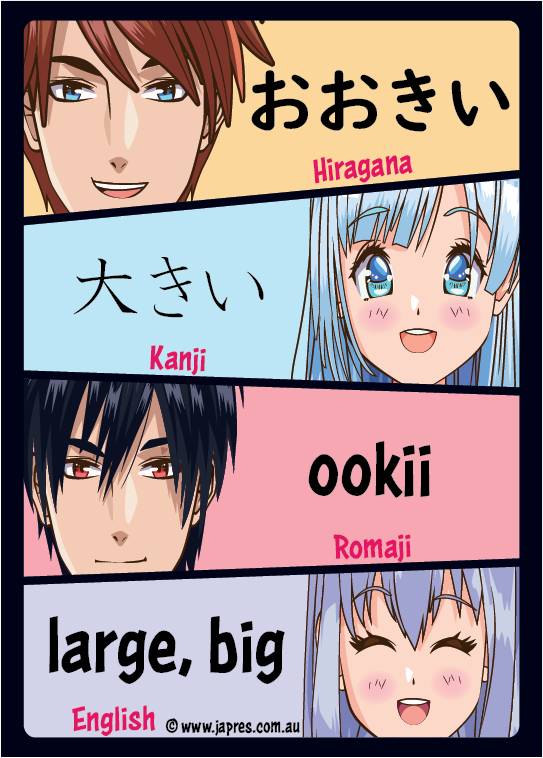 おおきい
Hiragana
大きい
Kanji
ookii
Romaji
large, big
English © www.japres.com.au